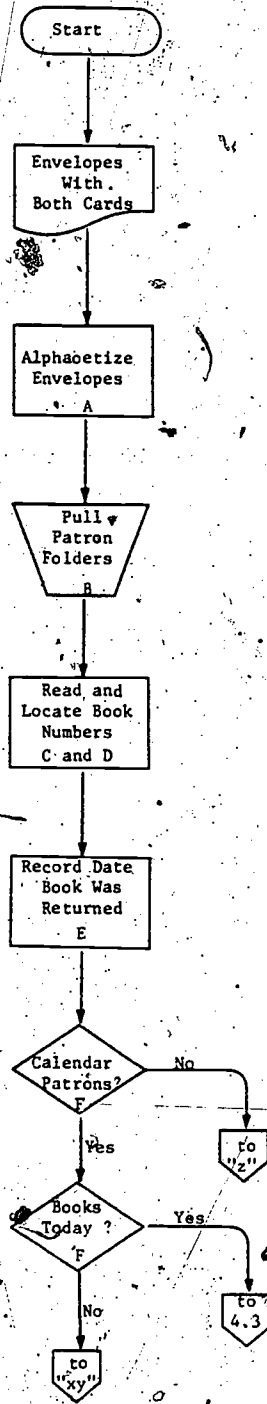 Start
Envelopes
With
Both Cards
Alphabetize
Envelopes
A
Pull
Patron
Folders
B
Read and
Locate Book
Numbers
C and D
Record Date
Book Was
Returned
E
Calendar
Patrons?
F
No
to
"z"
Yes
Books
Today ?
F
Yes
to
4.3
No
to
"xy"